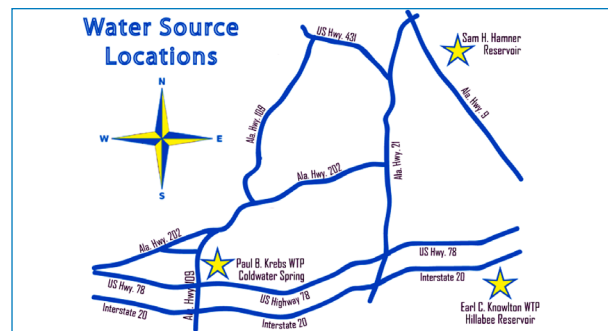 Water Source
Locations
N
W
E
S
US Hwy. 431
Sam H. Hamner
Reservoir
Ala. Hwy. 109
Ala. Hwy. 9
Ala. Hwy. 21
Ala. Hwy. 202
Ala. Hwy. 202
US Hwy. 78
Paul B. Krebs WTP
Coldwater Spring
US Hwy. 78
Ala. Hwy. 109
US Highway 78
Interstate 20
Interstate 20
Interstate 20
Earl C. Knowlton WTP
Hillabee Reservoir